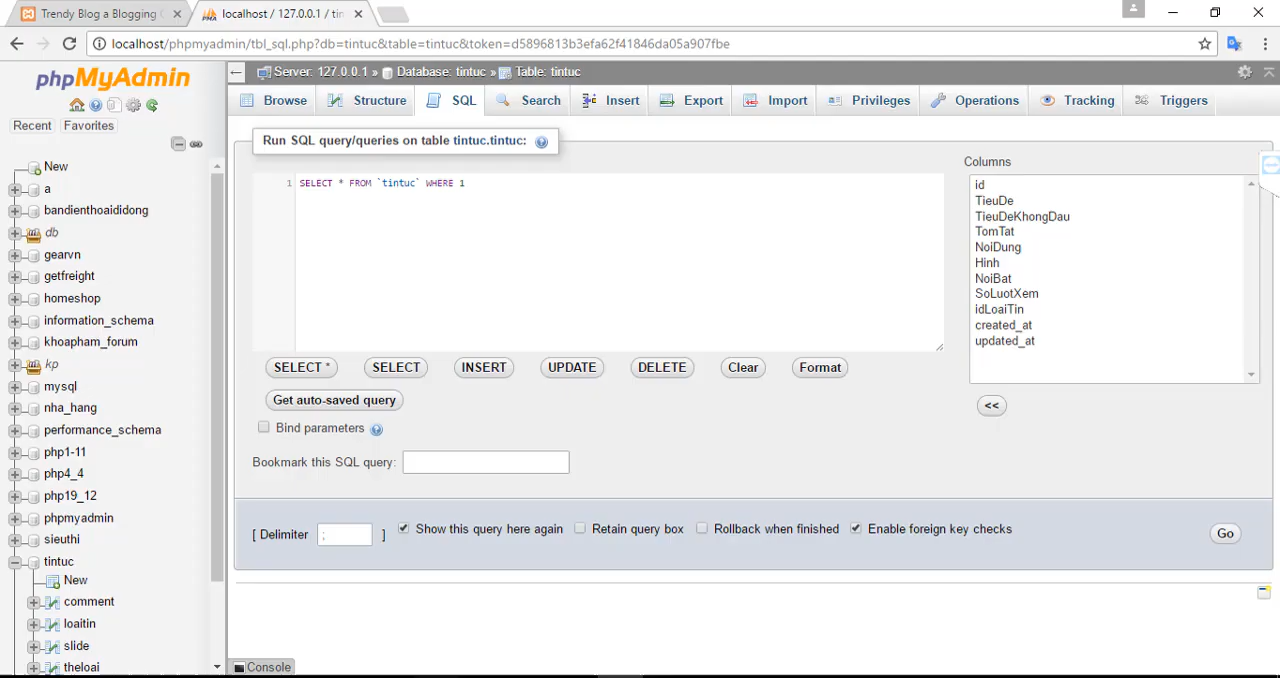 Trendy Blog a Blogging
localhost / 127.0.0.1 / tin
localhost/phpmyadmin/tbl_sql.php?db=tintuc&table=tintuc&token=d5896813b3efa62f41846da05a907fbe
phpMyAdmin
Recent Favorites
New
a
bandienthoaididong
db
gearvn
getfreight
homeshop
information_schema
khoapham_forum
kp
mysql
nha_hang
performance_schema
php1-11
php4_4
php19_12
phpmyadmin
sieuthi
tintuc
New
comment
loaitin
slide
theloai
Server: 127.0.0.1 » Database: tintuc » Table: tintuc
Browse Structure SQL Search Insert Export Import Privileges Operations Tracking Triggers
Run SQL query/queries on table tintuc.tintuc:
1 SELECT * FROM `tintuc` WHERE 1
Columns
id
TieuDe
TieuDeKhongDau
TomTat
NoiDung
Hinh
NoiBat
SoLuotXem
idLoaiTin
created_at
updated_at
<<
SELECT * SELECT INSERT UPDATE DELETE Clear Format
Get auto-saved query
Bind parameters
Bookmark this SQL query:
[ Delimiter ; ] Show this query here again Retain query box Rollback when finished Enable foreign key checks Go
Console